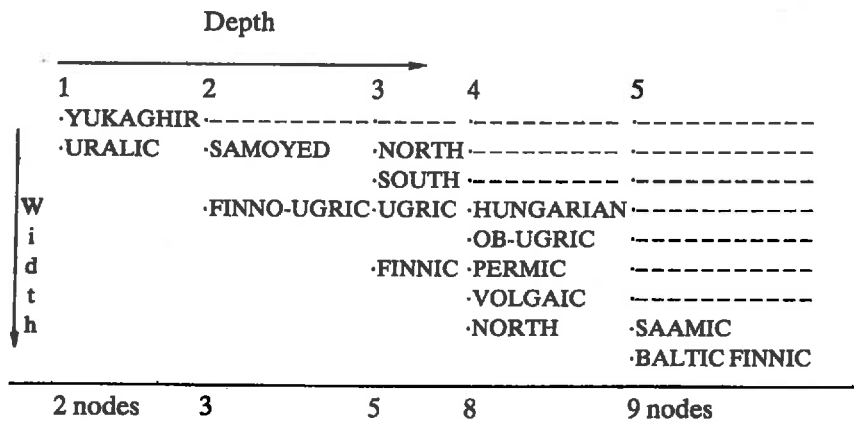 Depth
1 2 3 4 5
·YUKAGHIR·
·URALIC ·SAMOYED ·NORTH·
·SOUTH
·FINNO-UGRIC·UGRIC ·HUNGARIAN·
·OB-UGRIC
·FINNIC ·PERMIC
·VOLGAIC
·NORTH ·SAAMIC
·BALTIC FINNIC
Width
2 nodes 3 5 8 9 nodes